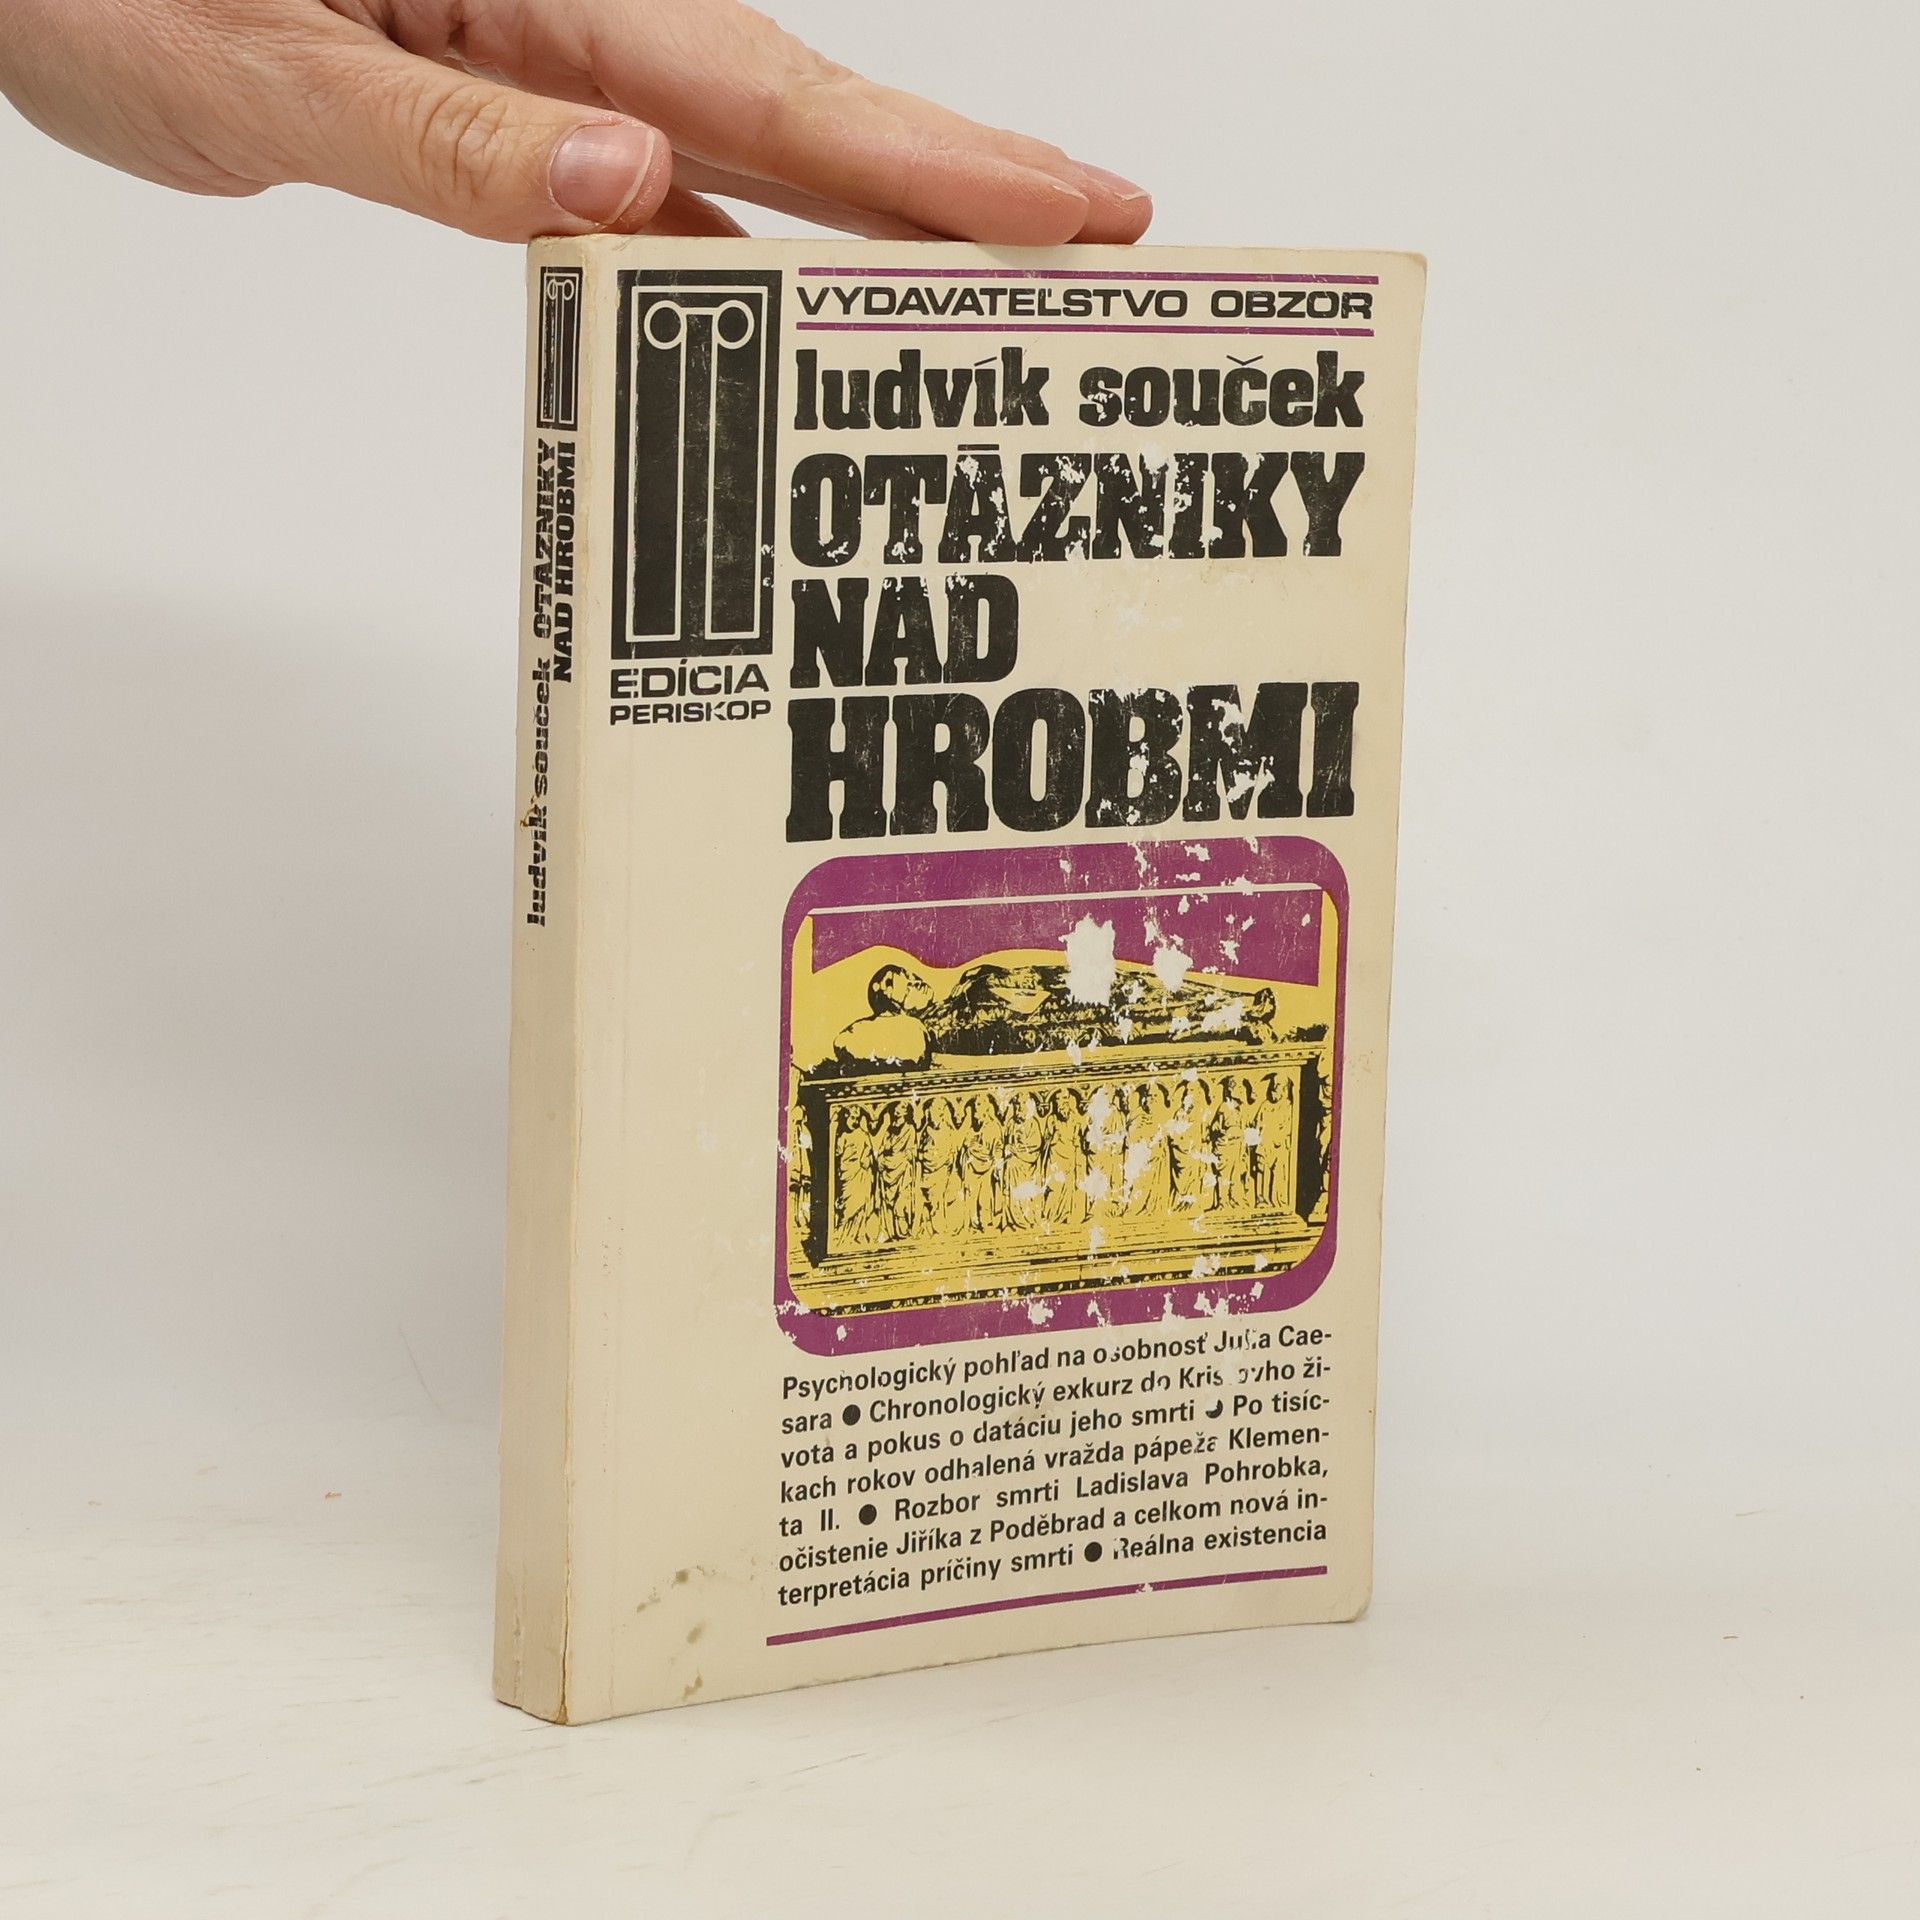 VYDAVATEĽSTVO OBZOR
ludvík souček
OTÁZNIKY
NAD
HROBMI
EDÍCIA
PERISKOP
Psychologický pohľad na osobnosť Julia Cae-
sara ● Chronologický exkurz do Kristovho ži-
vota a pokus o datáciu jeho smrti ● Po tisíc-
kach rokov odhalená vražda pápeža Klemen-
ta II. ● Rozbor smrti Ladislava Pohrobka,
očistenie Jiříka z Poděbrad a celkom nová in-
terpretácia príčiny smrti ● Reálna existencia
ludvík souček OTÁZNIKY
NAD HROBMI